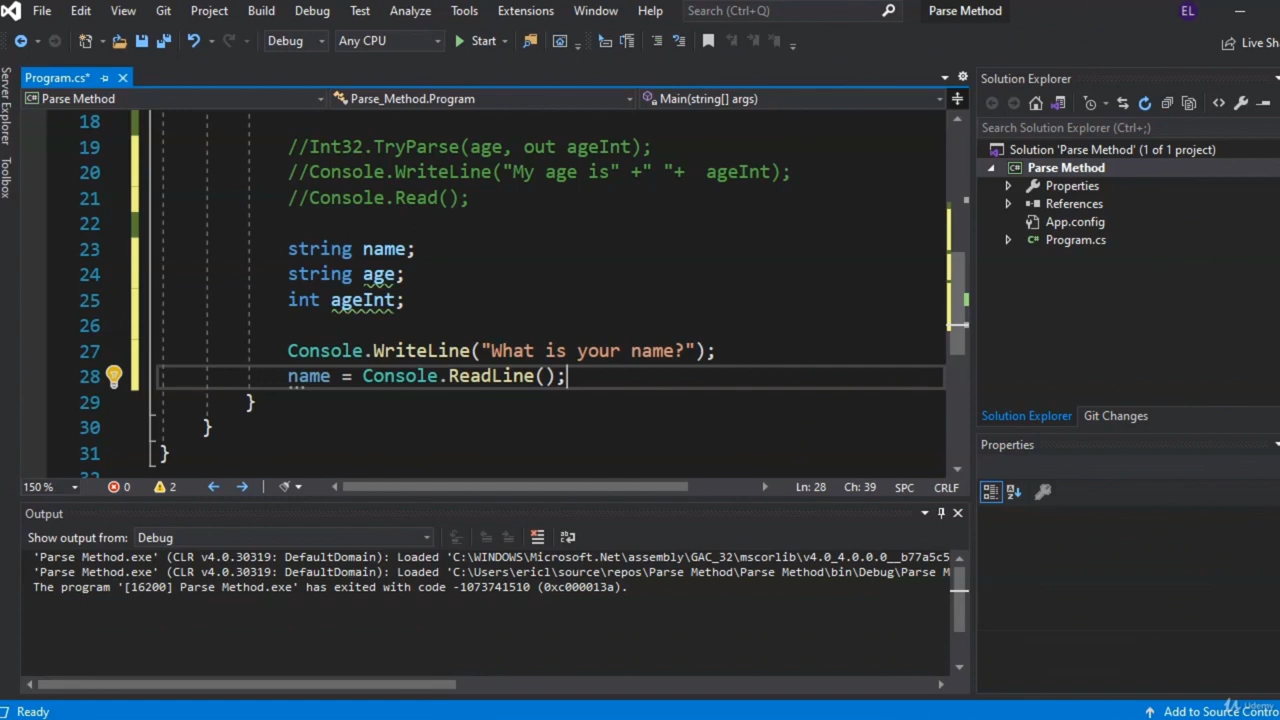 File Edit View Git Project Build Debug Test Analyze Tools Extensions Window Help Search (Ctrl+Q) Parse Method EL
Debug Any CPU Start Live Sh
Server Explorer
Toolbox
Program.cs*
Parse Method Parse_Method.Program Main(string[] args)
18
19 //Int32.TryParse(age, out ageInt);
20 //Console.WriteLine("My age is" +" "+  ageInt);
21 //Console.Read();
22
23 string name;
24 string age;
25 int ageInt;
26
27 Console.WriteLine("What is your name?");
28 name = Console.ReadLine();
29 }
30 }
31 }
150 % 0 2 Ln: 28 Ch: 39 SPC CRLF
Output
Show output from: Debug
'Parse Method.exe' (CLR v4.0.30319: DefaultDomain): Loaded 'C:\WINDOWS\Microsoft.Net\assembly\GAC_32\mscorlib\v4.0_4.0.0.0__b77a5c5
'Parse Method.exe' (CLR v4.0.30319: DefaultDomain): Loaded 'C:\Users\ericl\source\repos\Parse Method\Parse Method\bin\Debug\Parse M
The program '[16200] Parse Method.exe' has exited with code -1073741510 (0xc000013a).
Solution Explorer
Search Solution Explorer (Ctrl+;)
Solution 'Parse Method' (1 of 1 project)
Parse Method
Properties
References
App.config
C# Program.cs
Solution Explorer Git Changes
Properties
Ready Add to Source Contro
Udemy